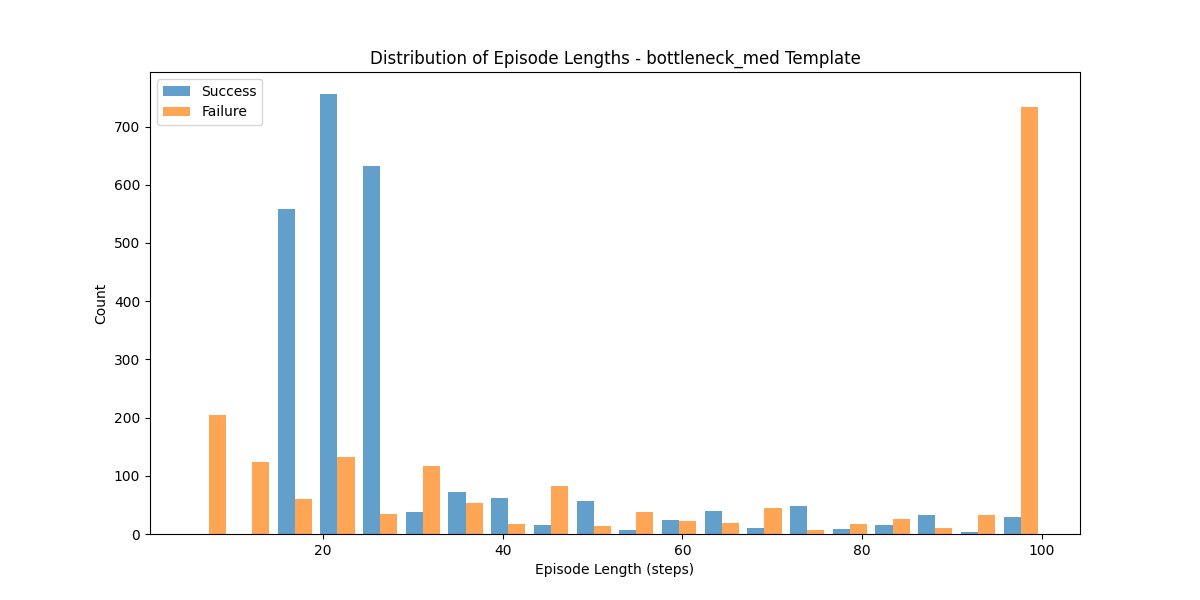 Distribution of Episode Lengths - bottleneck_med Template
Success
Failure
Count
700
600
500
400
300
200
100
0
20 40 60 80 100
Episode Length (steps)